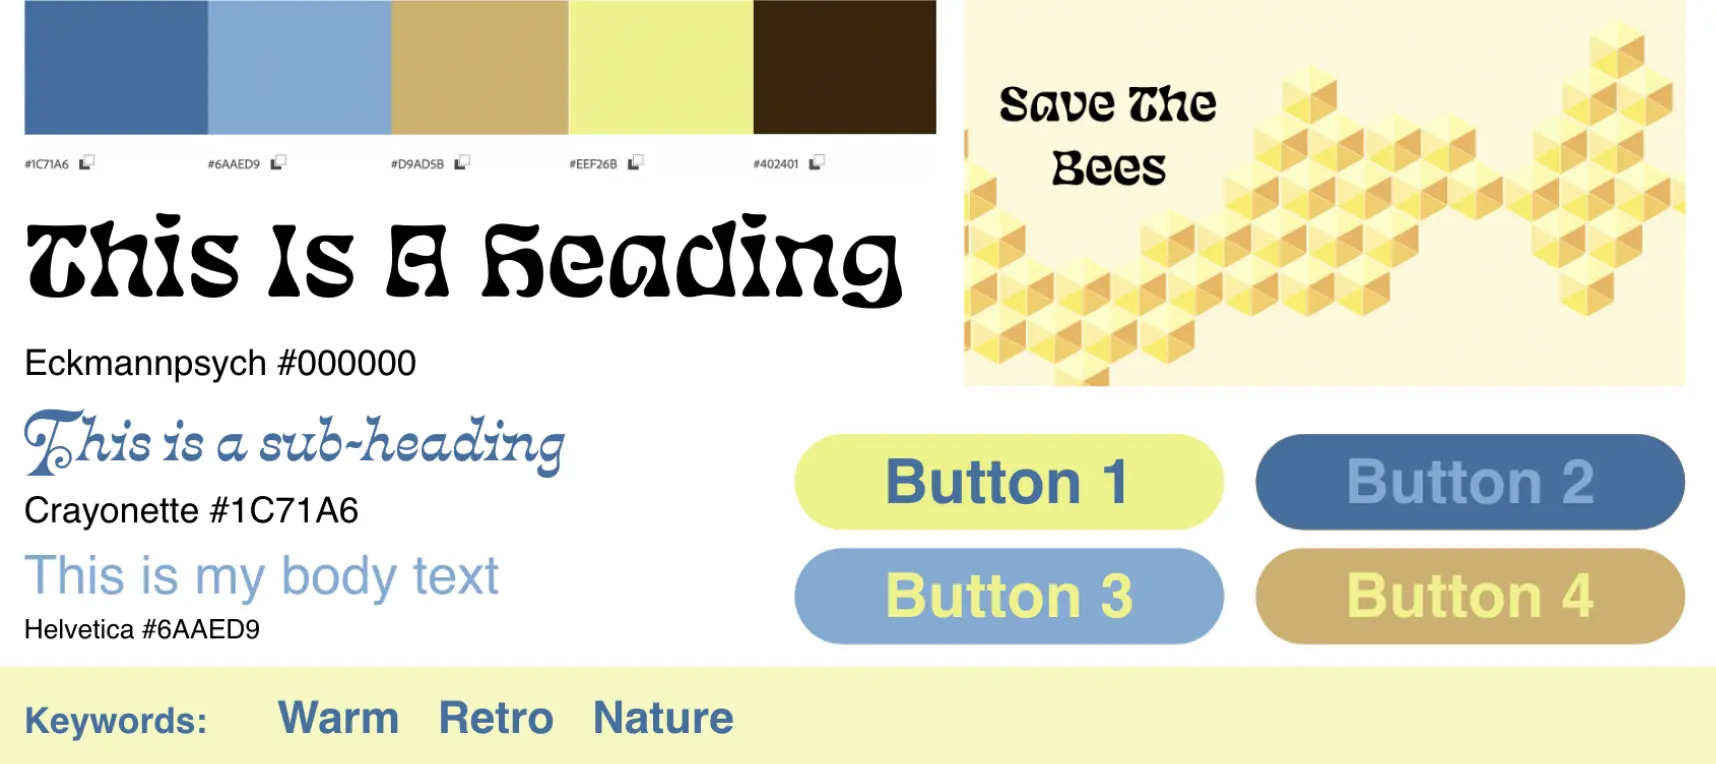 #1C71A6 #6AAED9 #D9AD5B #EEF26B #402401
Save The
Bees
This Is A Heading
Eckmannpsych #000000
This is a sub-heading
Crayonette #1C71A6
This is my body text
Helvetica #6AAED9
Button 1 Button 2
Button 3 Button 4
Keywords: Warm Retro Nature